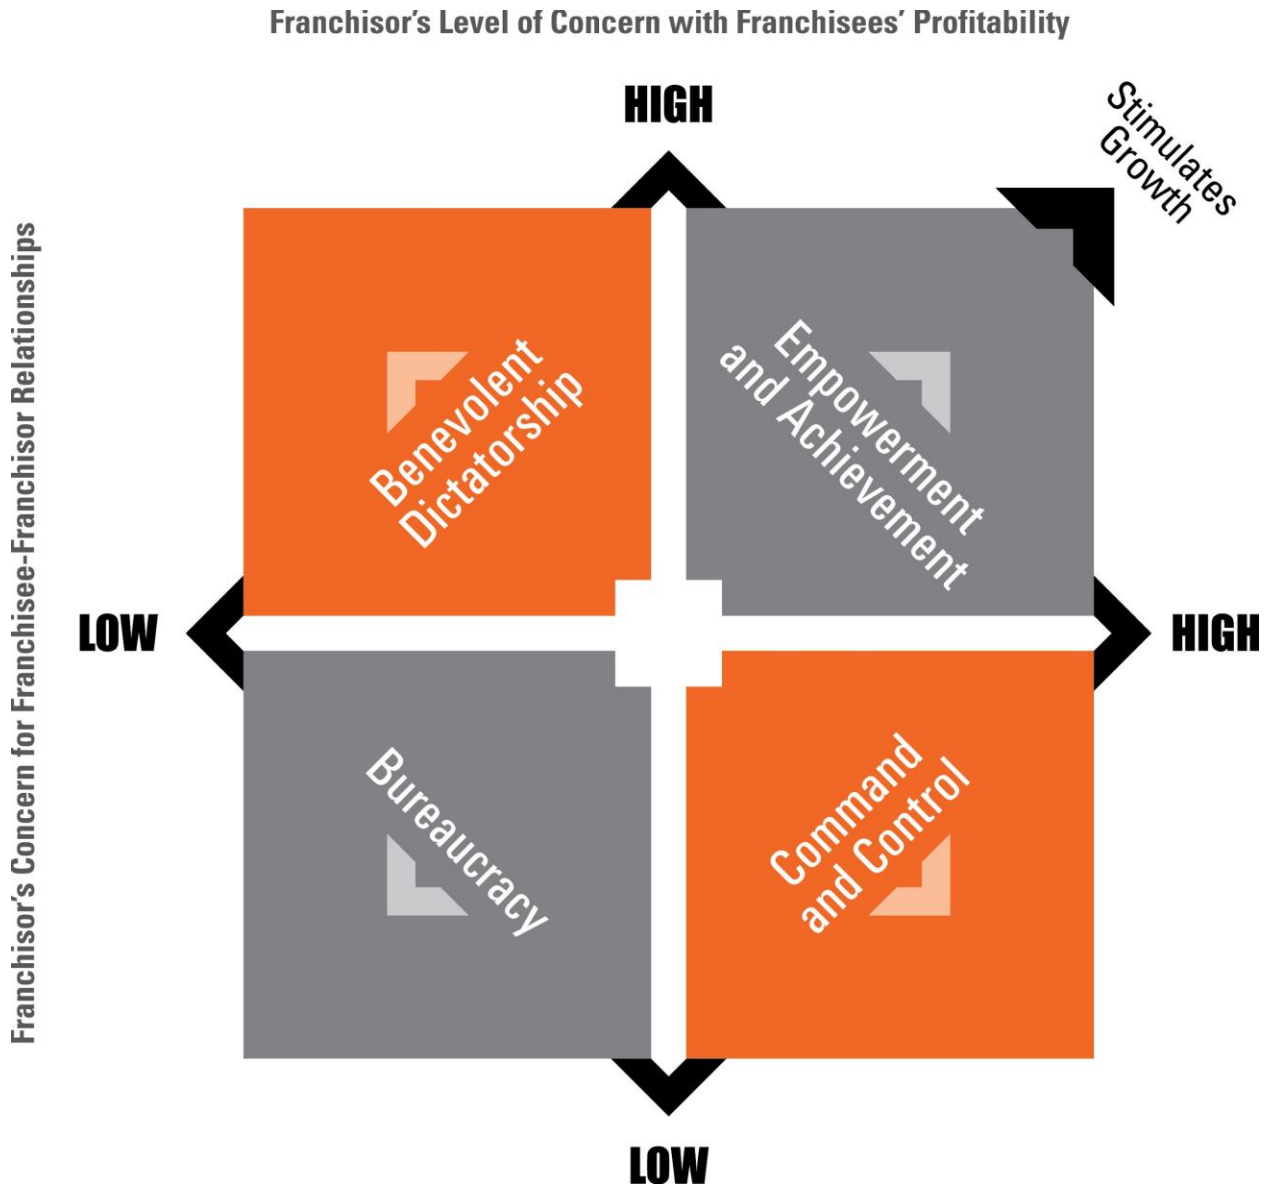 Franchisor’s Level of Concern with Franchisees’ Profitability
HIGH
Stimulates
Growth
Franchisor’s Concern for Franchisee-Franchisor Relationships
Benevolent
Dictatorship
Empowerment
and Achievement
LOW
HIGH
Bureaucracy
Command
and Control
LOW